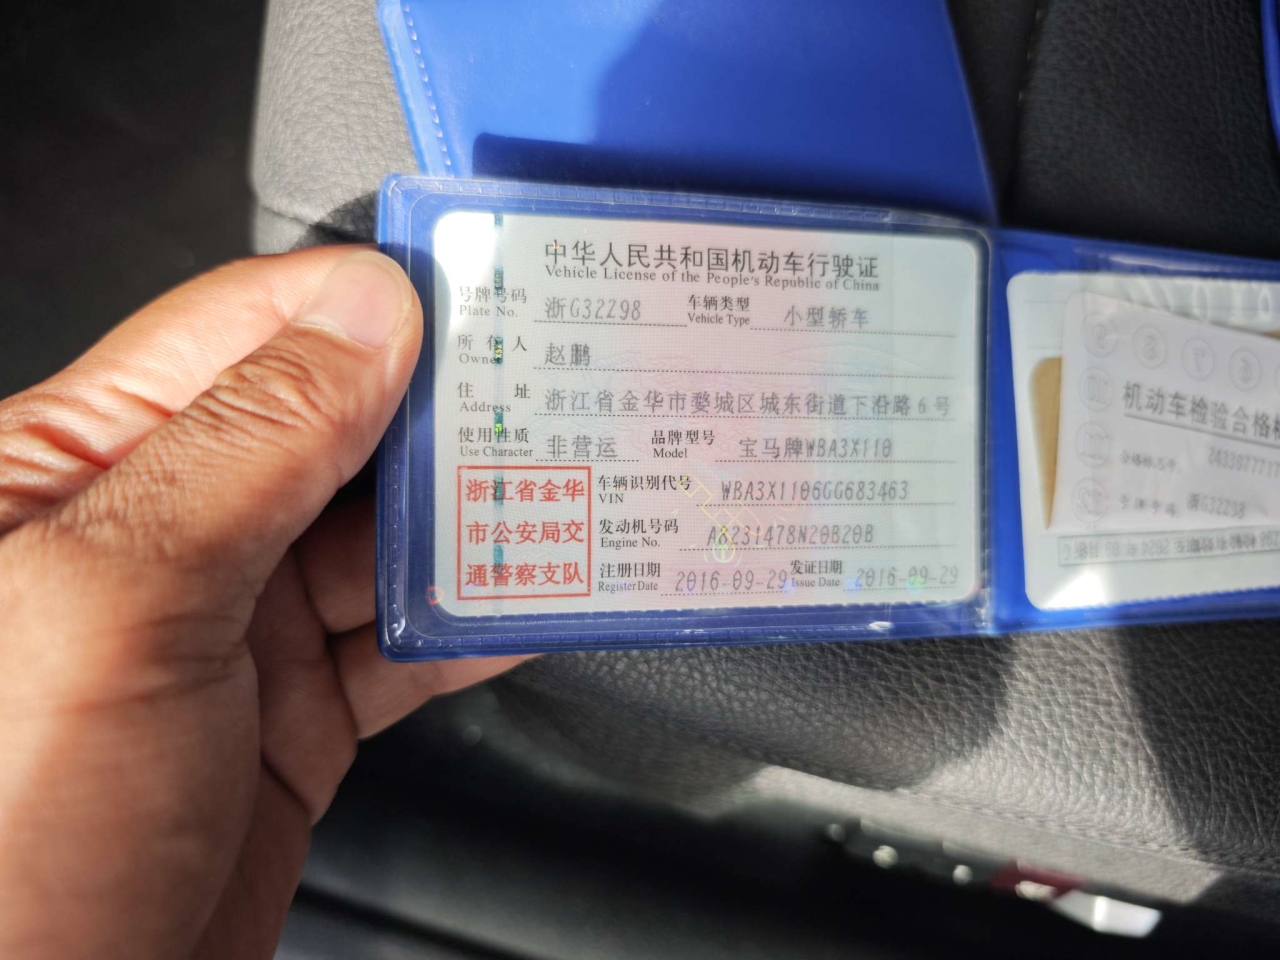 中华人民共和国机动车行驶证
Vehicle License of the People's Republic of China
号牌号码 浙G32Z98 车辆类型 小型轿车
Plate No. Vehicle Type
所有人 赵鹏
Owner
住址 浙江省金华市婺城区城东街道下沿路6号
Address
使用性质 非营运 品牌型号 宝马牌WBA3X110
Use Character Model
浙江省金华
市公安局交
通警察支队
车辆识别代号 WBA3X1106GG683463
VIN
发动机号码 A8231478N20B20B
Engine No.
注册日期 2016-09-29 发证日期 2016-09-29
Register Date Issue Date
机动车检验合格
浙G32Z98